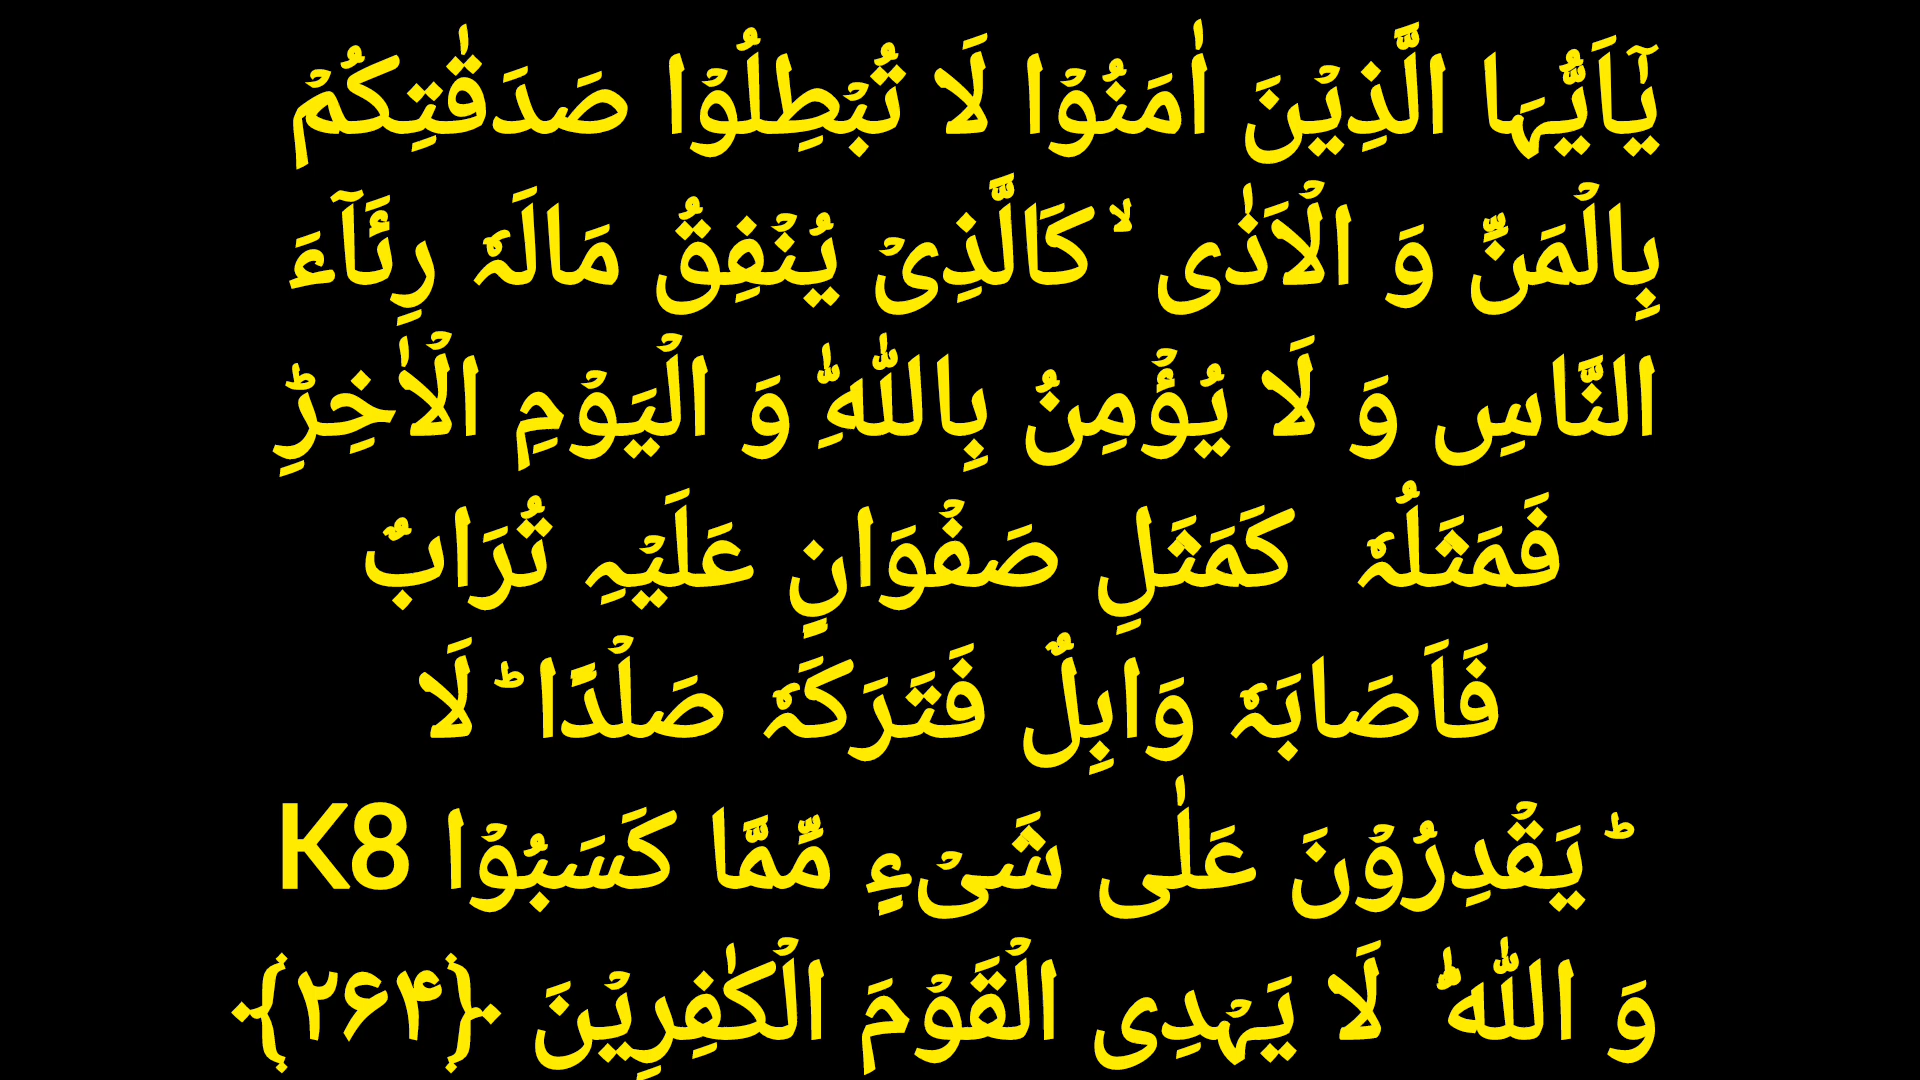 یٰۤاَیُّہَا الَّذِیۡنَ اٰمَنُوۡا لَا تُبۡطِلُوۡا صَدَقٰتِکُمۡ
بِالۡمَنِّ وَ الۡاَذٰی ۙ کَالَّذِیۡ یُنۡفِقُ مَالَہٗ رِئَآءَ
النَّاسِ وَ لَا یُؤۡمِنُ بِاللّٰہِ وَ الۡیَوۡمِ الۡاٰخِرِؕ
فَمَثَلُہٗ کَمَثَلِ صَفۡوَانٍ عَلَیۡہِ تُرَابٌ
فَاَصَابَہٗ وَابِلٌ فَتَرَکَہٗ صَلۡدًا ؕ لَا
ؕ یَقۡدِرُوۡنَ عَلٰی شَیۡءٍ مِّمَّا کَسَبُوۡا K8
وَ اللّٰہُ لَا یَہۡدِی الۡقَوۡمَ الۡکٰفِرِیۡنَ ﴿۲۶۴﴾